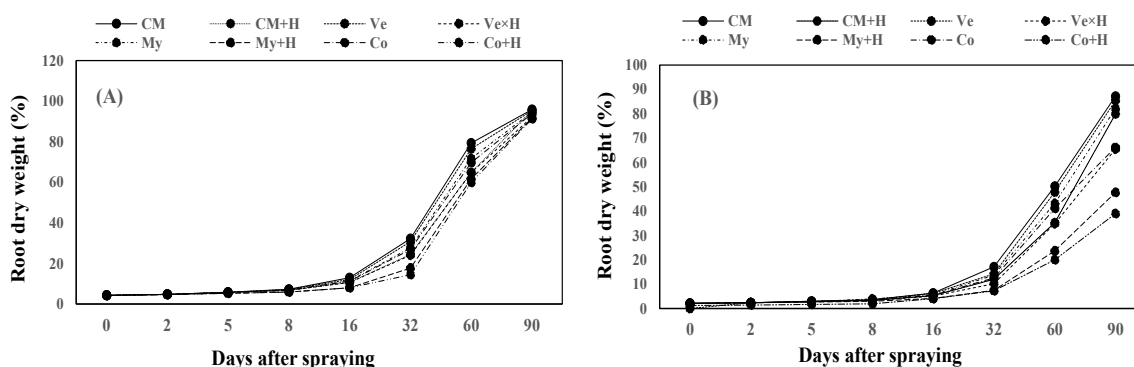 CM CM+H Ve Ve×H
My My+H Co Co+H
120
100
80
60
40
20
0
(A)
Root dry weight (%)
0 2 5 8 16 32 60 90
Days after spraying
CM CM+H Ve Ve×H
My My+H Co Co+H
100
90
80
70
60
50
40
30
20
10
0
(B)
Root dry weight (%)
0 2 5 8 16 32 60 90
Days after spraying